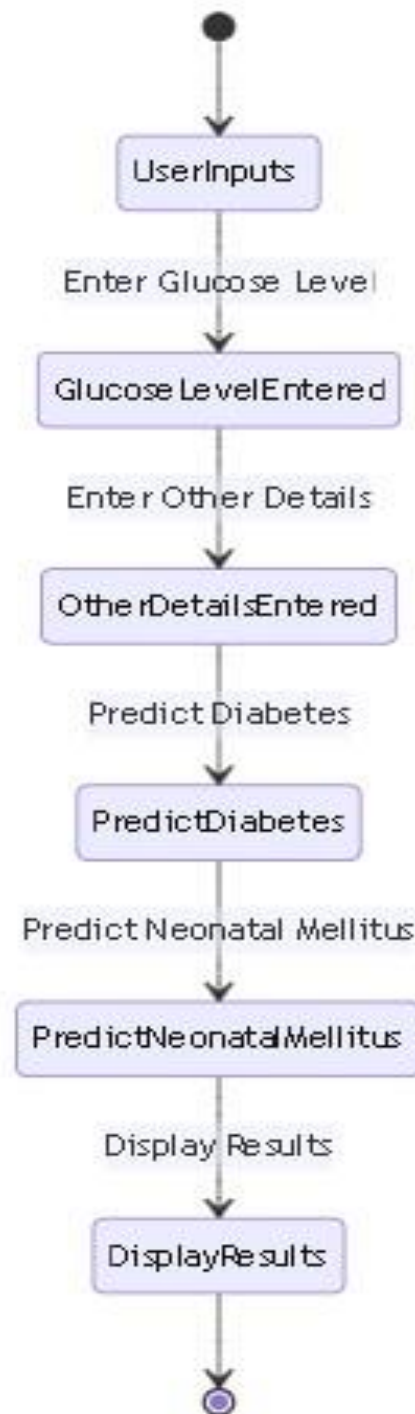 UserInputs
Enter Glucose Level
GlucoseLevelEntered
Enter Other Details
OtherDetailsEntered
Predict Diabetes
PredictDiabetes
Predict Neonatal Mellitus
PredictNeonatalMellitus
Display Results
DisplayResults